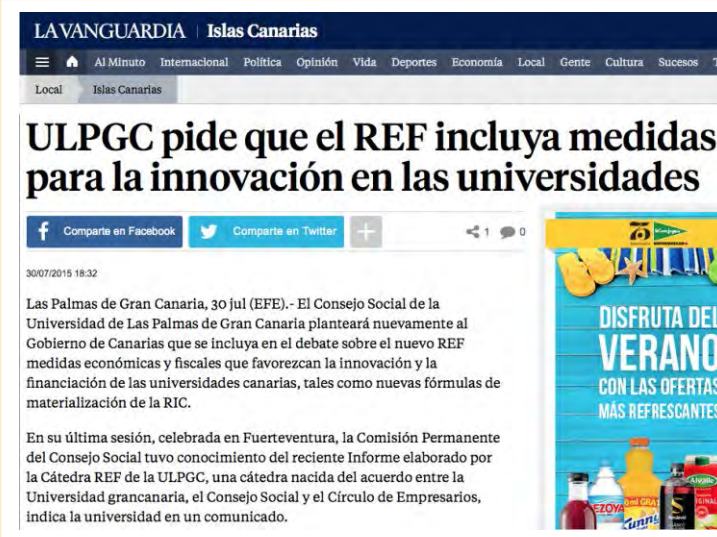 LA VANGUARDIA Islas Canarias
Al Minuto Internacional Política Opinión Vida Deportes Economía Local Gente Cultura Sucesos
Local Islas Canarias
ULPGC pide que el REF incluya medidas
para la innovación en las universidades
Comparte en Facebook Comparte en Twitter 1 0
30/07/2015 18:32
Las Palmas de Gran Canaria, 30 jul (EFE).- El Consejo Social de la
Universidad de Las Palmas de Gran Canaria planteará nuevamente al
Gobierno de Canarias que se incluya en el debate sobre el nuevo REF
medidas económicas y fiscales que favorezcan la innovación y la
financiación de las universidades canarias, tales como nuevas fórmulas de
materialización de la RIC.
En su última sesión, celebrada en Fuerteventura, la Comisión Permanente
del Consejo Social tuvo conocimiento del reciente Informe elaborado por
la Cátedra REF de la ULPGC, una cátedra nacida del acuerdo entre la
Universidad grancanaria, el Consejo Social y el Círculo de Empresarios,
indica la universidad en un comunicado.
75
DISFRUTA DEL
VERANO
CON LAS OFERTAS
MÁS REFRESCANTES
Alvalle